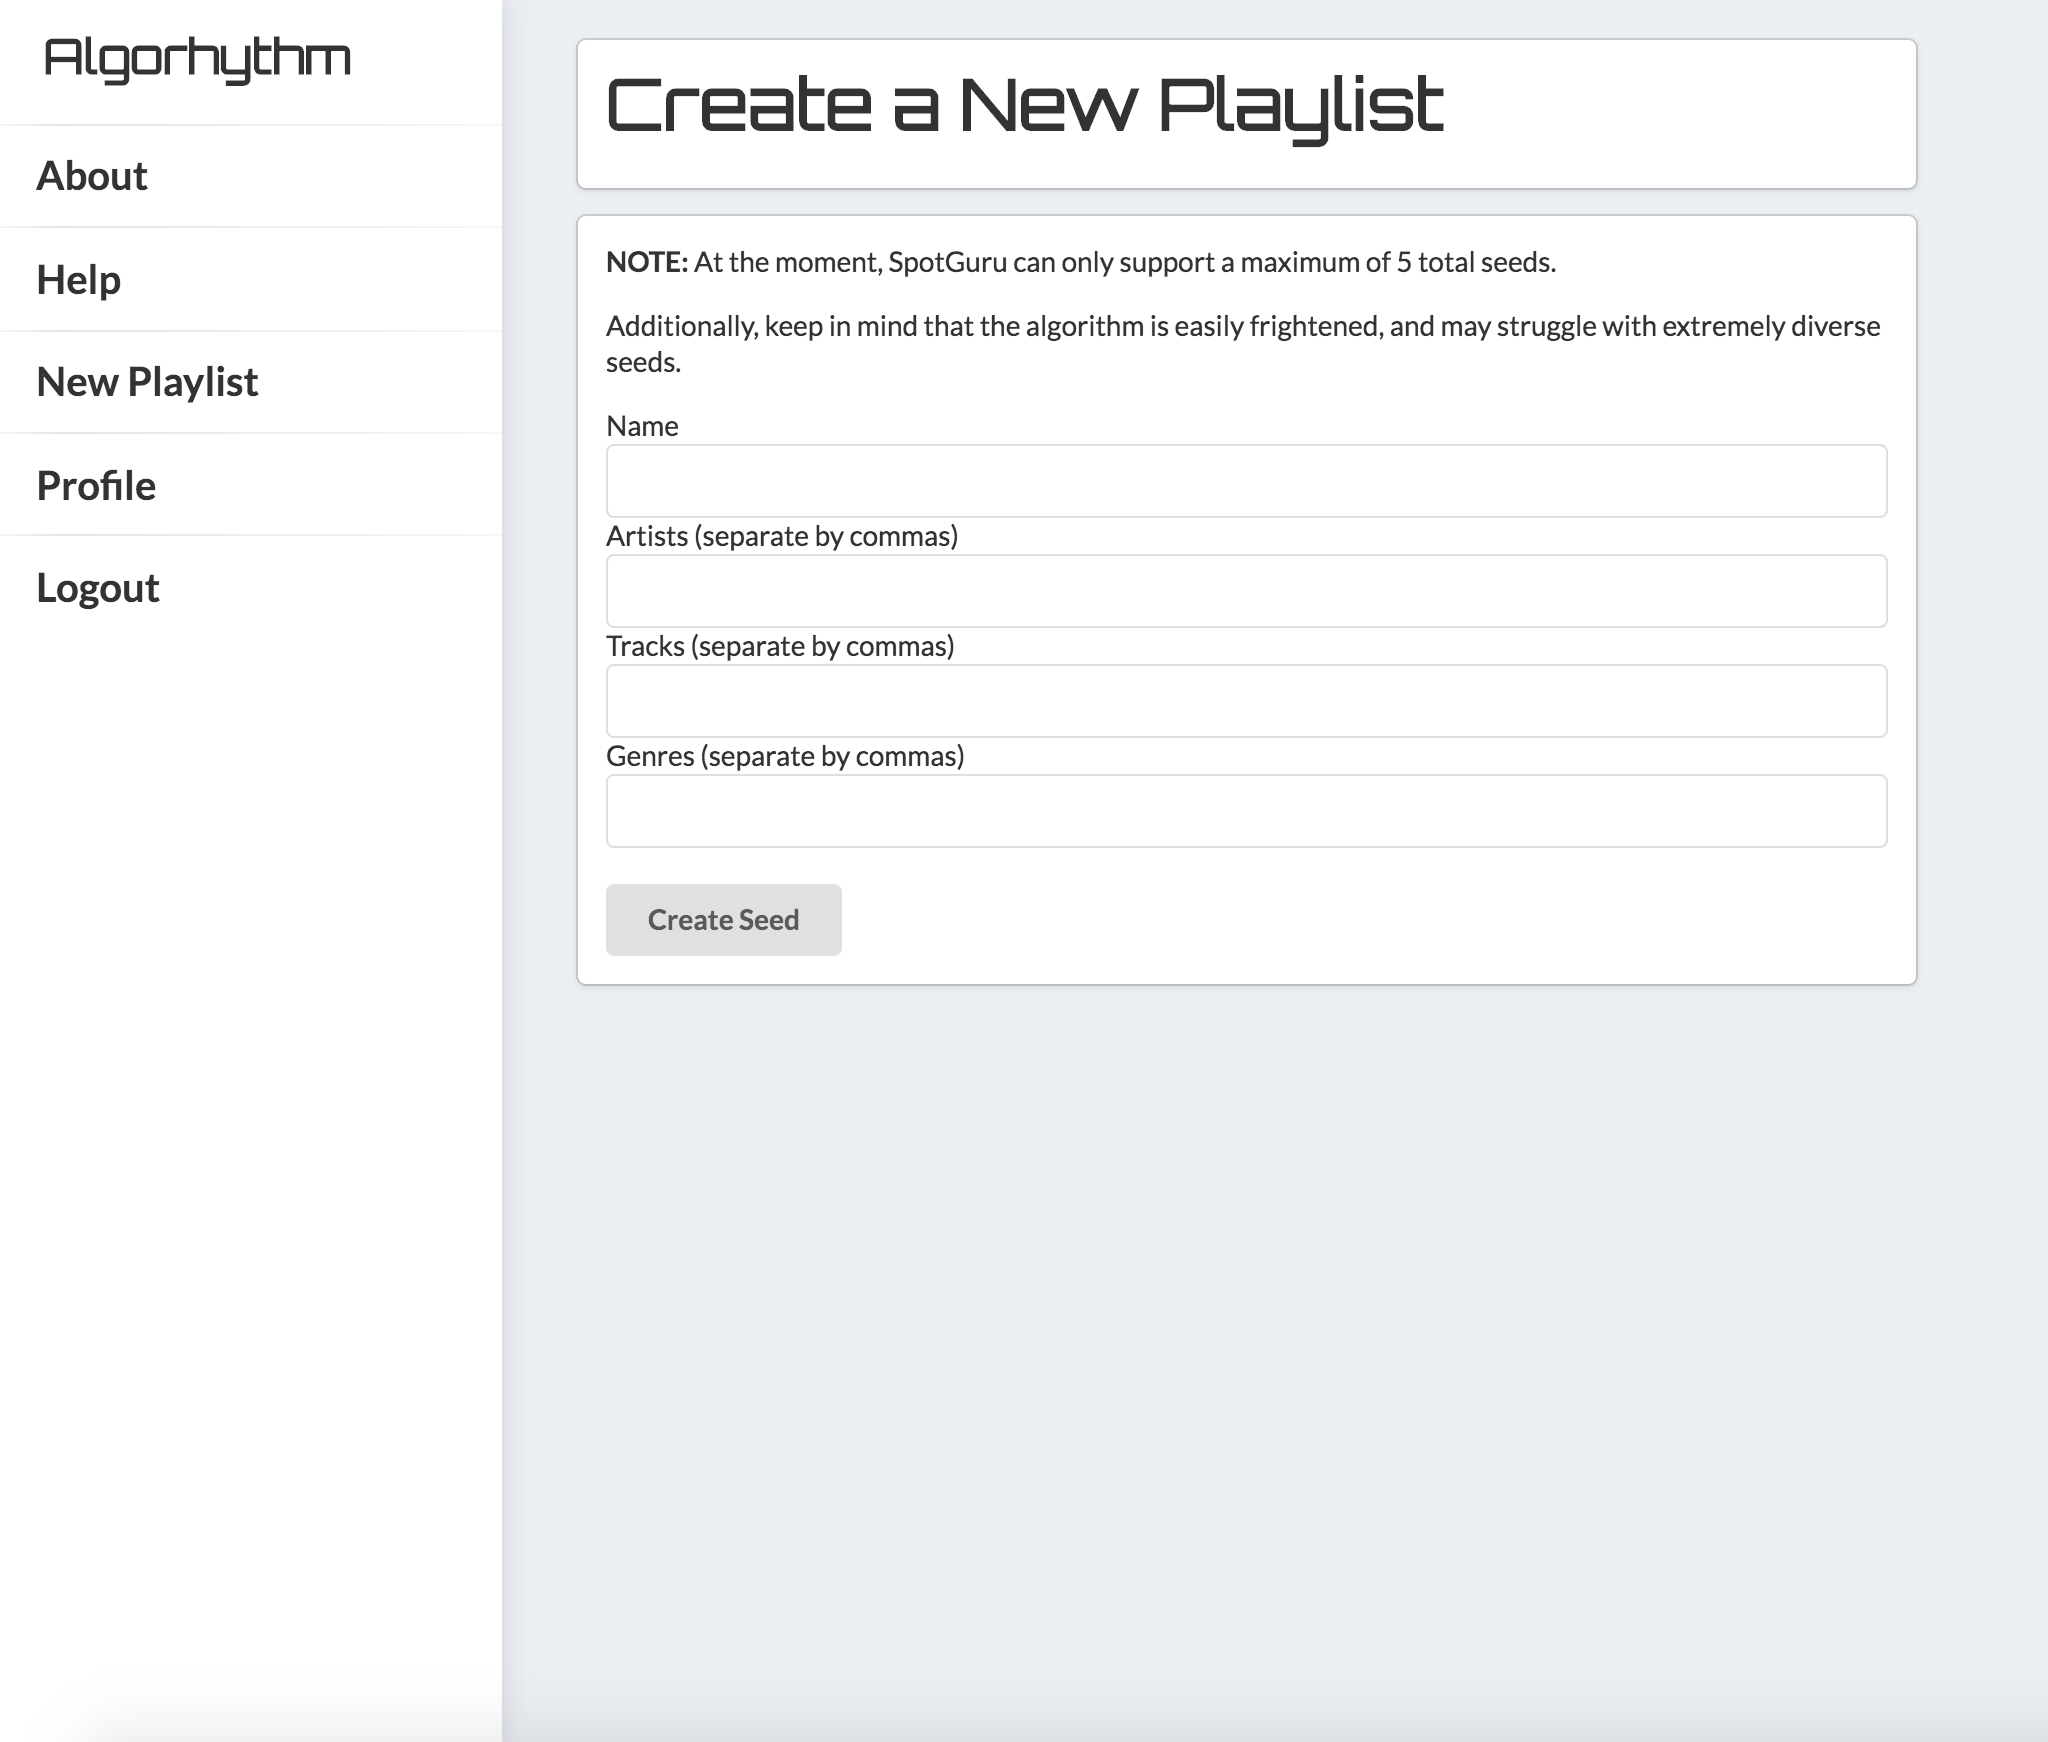 Algorhythm
About
Help
New Playlist
Profile
Logout
Create a New Playlist
NOTE: At the moment, SpotGuru can only support a maximum of 5 total seeds.
Additionally, keep in mind that the algorithm is easily frightened, and may struggle with extremely diverse
seeds.
Name
Artists (separate by commas)
Tracks (separate by commas)
Genres (separate by commas)
Create Seed